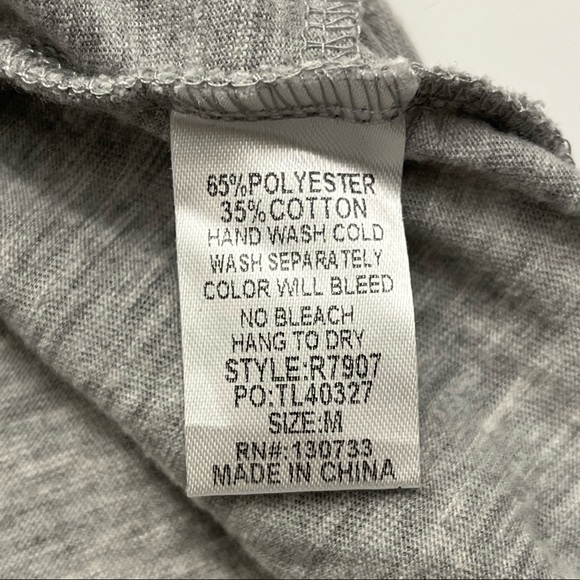 65%POLYESTER
35%COTTON
HAND WASH COLD
WASH SEPARATELY
COLOR WILL BLEED
NO BLEACH
HANG TO DRY
STYLE:R7907
PO:TL40327
SIZE:M
RN#:130733
MADE IN CHINA